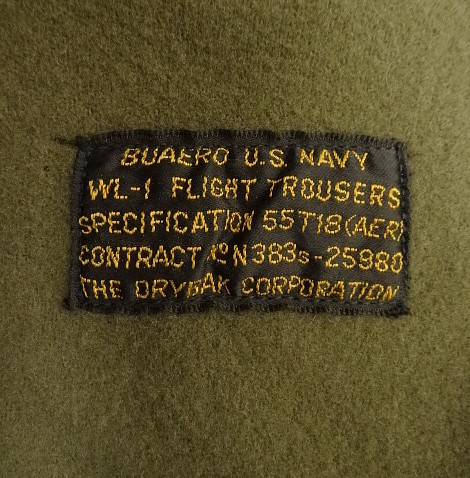 BUAERO U.S. NAVY
WL-1 FLIGHT TROUSERS
SPECIFICATION 55T18(AER)
CONTRACT No N383s-25980
THE DRYBAK CORPORATION